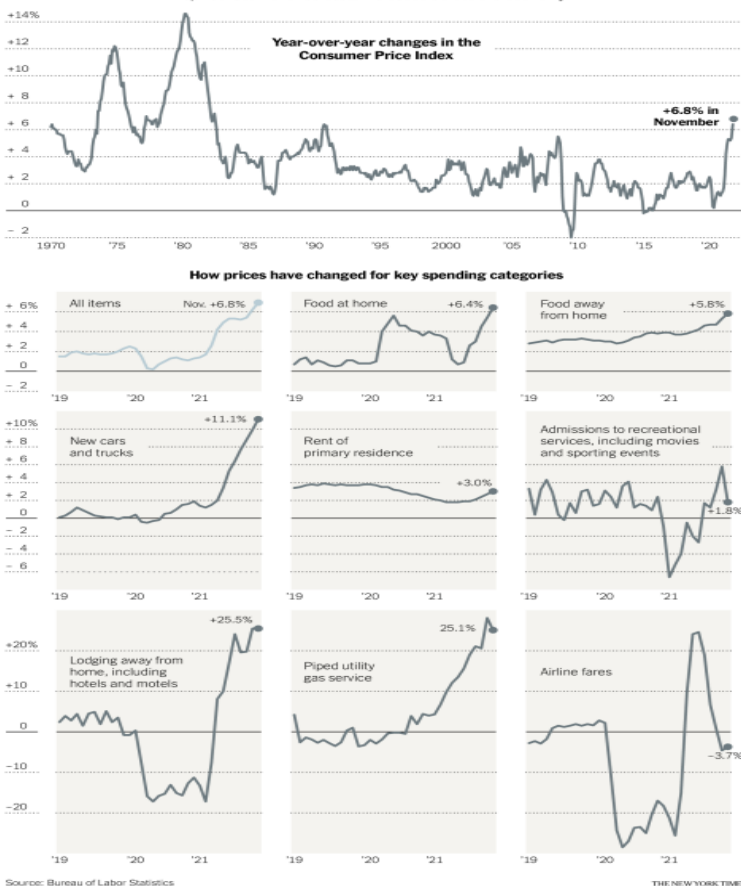 +14%
+12
+10
+ 8
+ 6
+ 4
+ 2
0
– 2
Year-over-year changes in the
Consumer Price Index
+6.8% in
November
1970 '75 '80 '85 '90 '95 2000 '05 '10 '15 '20
How prices have changed for key spending categories
+ 6%
+ 4
+ 2
0
– 2
All items
Nov. +6.8%
'19 '20 '21
Food at home
+6.4%
'19 '20 '21
Food away
from home
+5.8%
'19 '20 '21
+10%
+ 8
+ 6
+ 4
+ 2
0
– 2
– 4
– 6
New cars
and trucks
+11.1%
'19 '20 '21
Rent of
primary residence
+3.0%
'19 '20 '21
Admissions to recreational
services, including movies
and sporting events
+1.8%
'19 '20 '21
+20%
+10
0
–10
–20
Lodging away from
home, including
hotels and motels
+25.5%
'19 '20 '21
Piped utility
gas service
25.1%
'19 '20 '21
Airline fares
–3.7%
'19 '20 '21
Source: Bureau of Labor Statistics
THE NEW YORK TIME